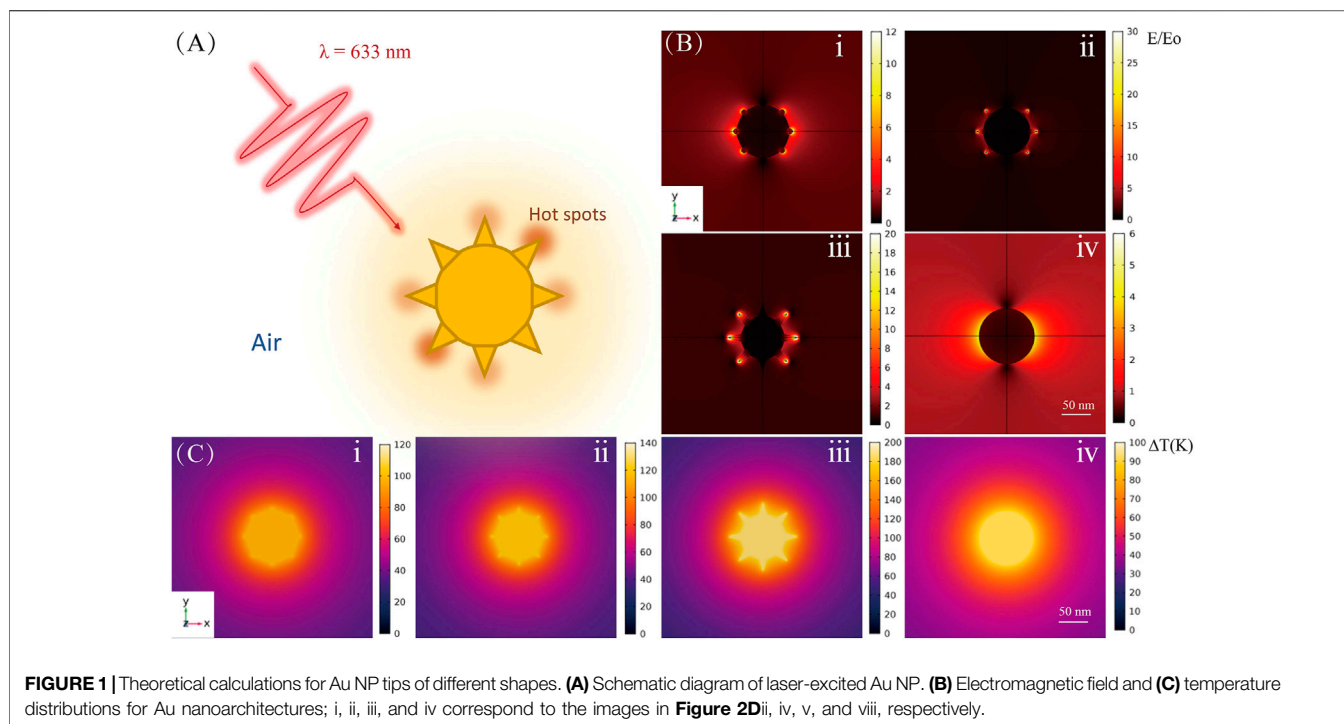 (A)
λ = 633 nm
Hot spots
Air
(B)
i
12
10
8
6
4
2
0
y
z
x
ii
30
25
20
15
10
5
0
E/Eo
iii
20
18
16
14
12
10
8
6
4
2
0
iv
50 nm
6
5
4
3
2
1
0
(C)
i
y
z
x
120
100
80
60
40
20
0
ii
140
120
100
80
60
40
20
0
iii
200
180
160
140
120
100
80
60
40
20
0
iv
50 nm
100
90
80
70
60
50
40
30
20
10
0
ΔT(K)
FIGURE 1 | Theoretical calculations for Au NP tips of different shapes. (A) Schematic diagram of laser-excited Au NP. (B) Electromagnetic field and (C) temperature
distributions for Au nanoarchitectures; i, ii, iii, and iv correspond to the images in Figure 2Dii, iv, v, and viii, respectively.